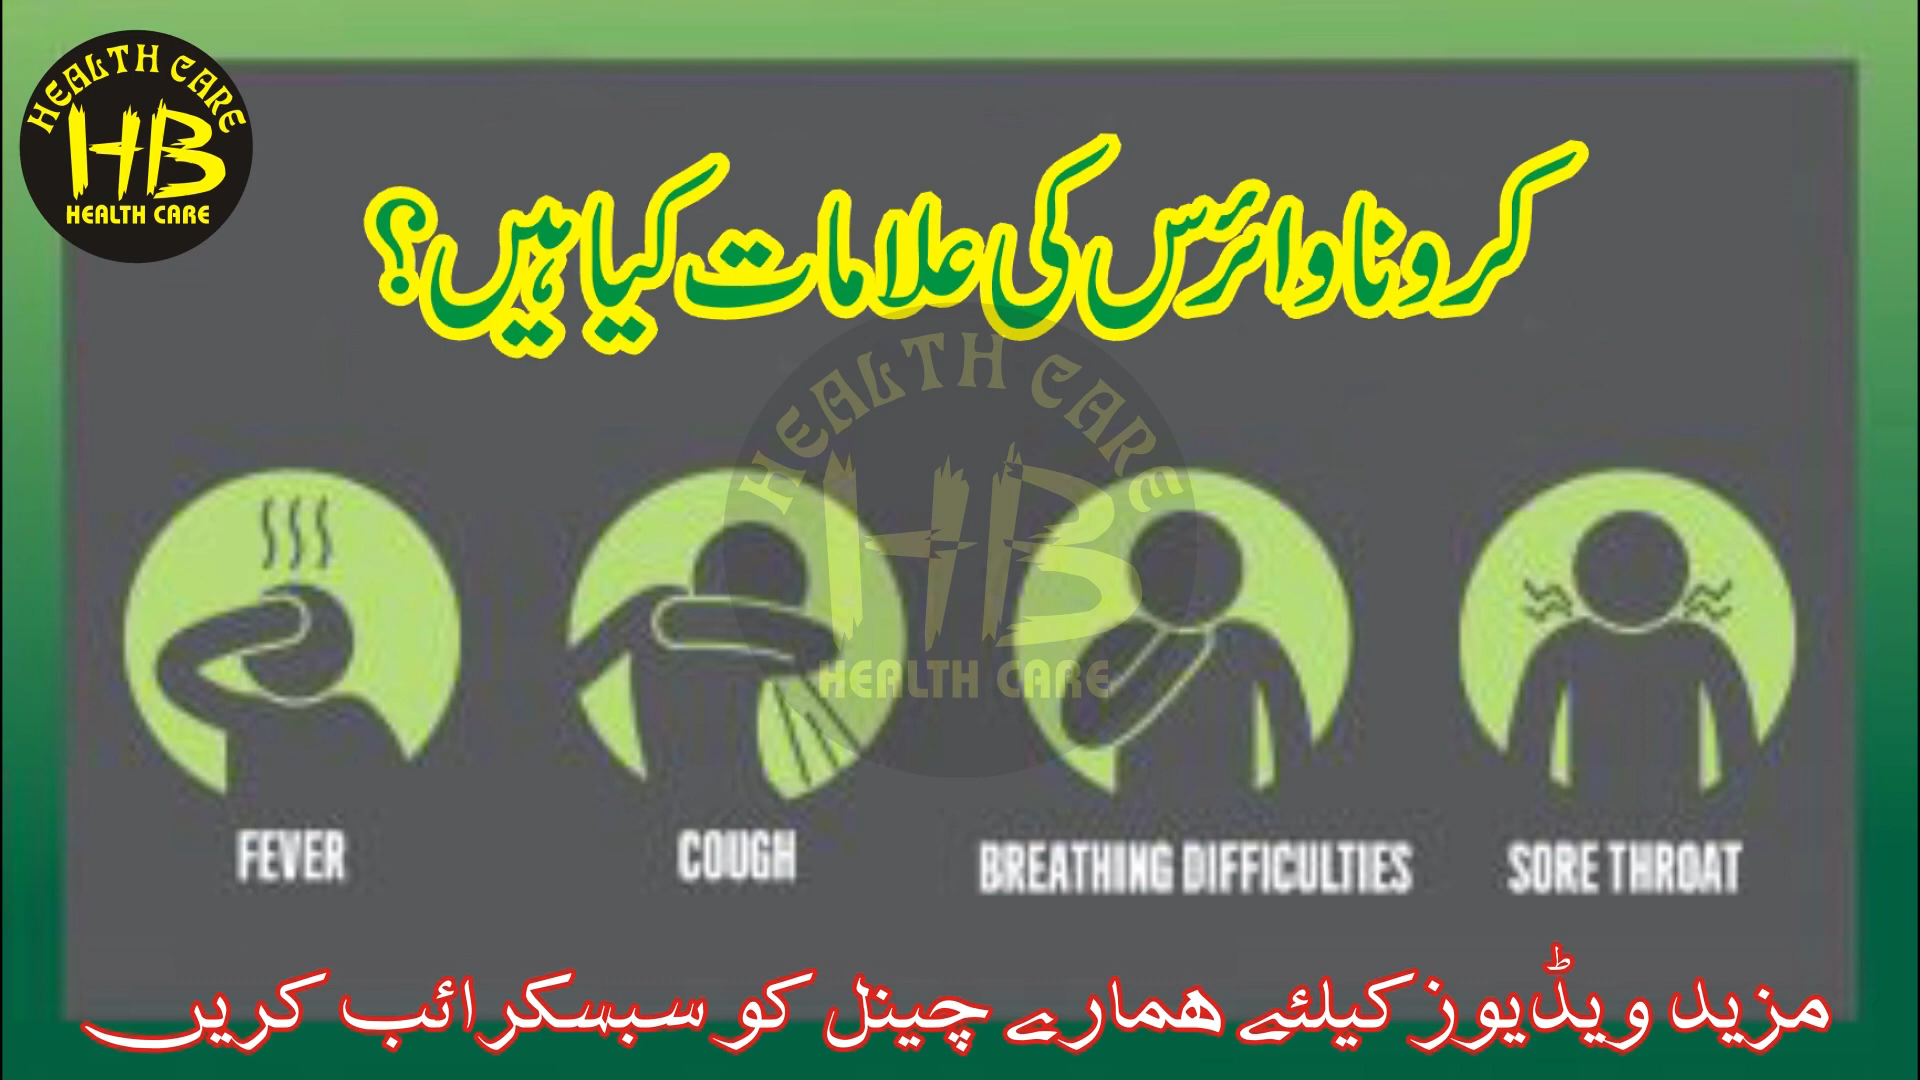 HEALTH CARE
HB
HEALTH CARE
کرونا وائرس کی علامات کیا ہیں؟
HEALTH CARE
HB
HEALTH CARE
FEVER
COUGH
BREATHING DIFFICULTIES
SORE THROAT
مزید ویڈیوز کیلئے ھمارے چینل کو سبسکرائب کریں